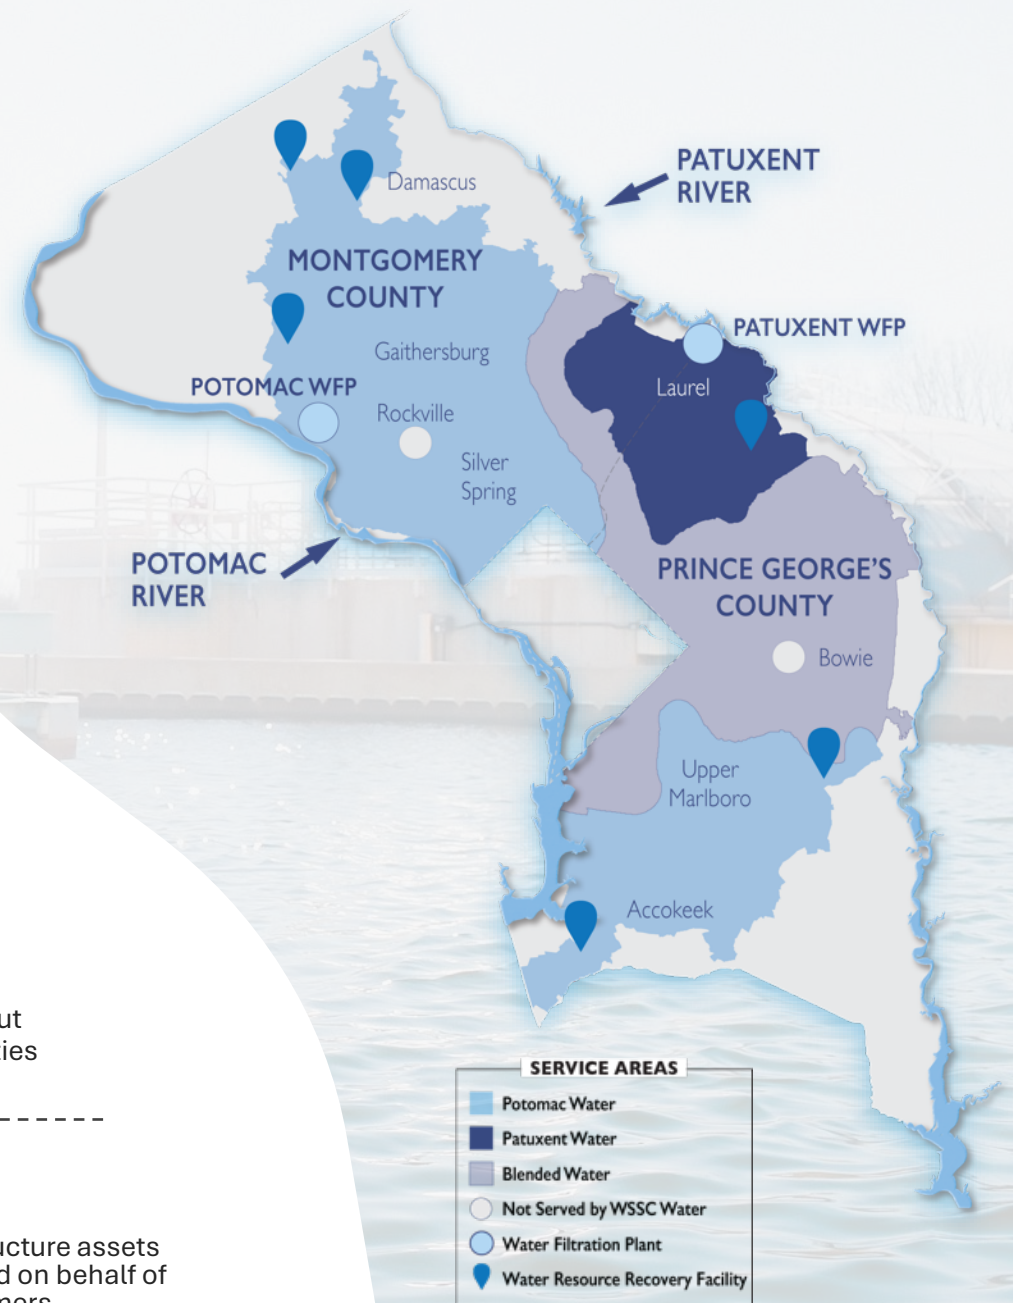 PATUXENT
RIVER
Damascus
MONTGOMERY
COUNTY
PATUXENT WFP
Gaithersburg
POTOMAC WFP
Laurel
Rockville
Silver
Spring
POTOMAC
RIVER
PRINCE GEORGE'S
COUNTY
Bowie
Upper
Marlboro
Accokeek
ut
ties
SERVICE AREAS
Potomac Water
Patuxent Water
Blended Water
Not Served by WSSC Water
Water Filtration Plant
Water Resource Recovery Facility
ucture assets
d on behalf of